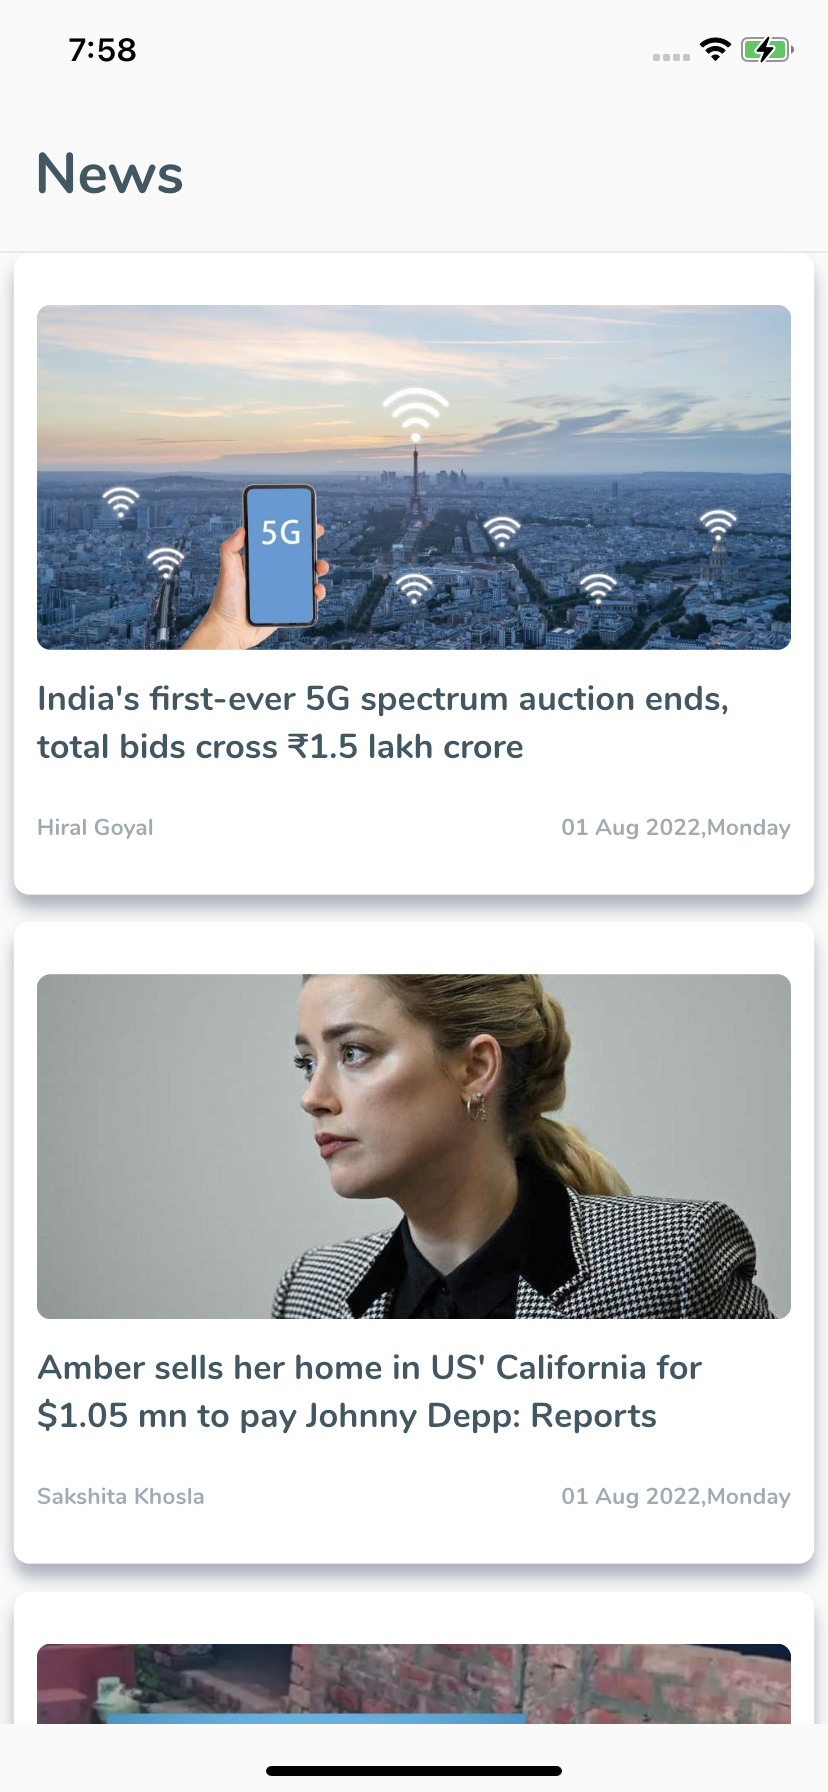 7:58
News
5G
India's first-ever 5G spectrum auction ends,
total bids cross ₹1.5 lakh crore
Hiral Goyal
01 Aug 2022,Monday
Amber sells her home in US' California for
$1.05 mn to pay Johnny Depp: Reports
Sakshita Khosla
01 Aug 2022,Monday